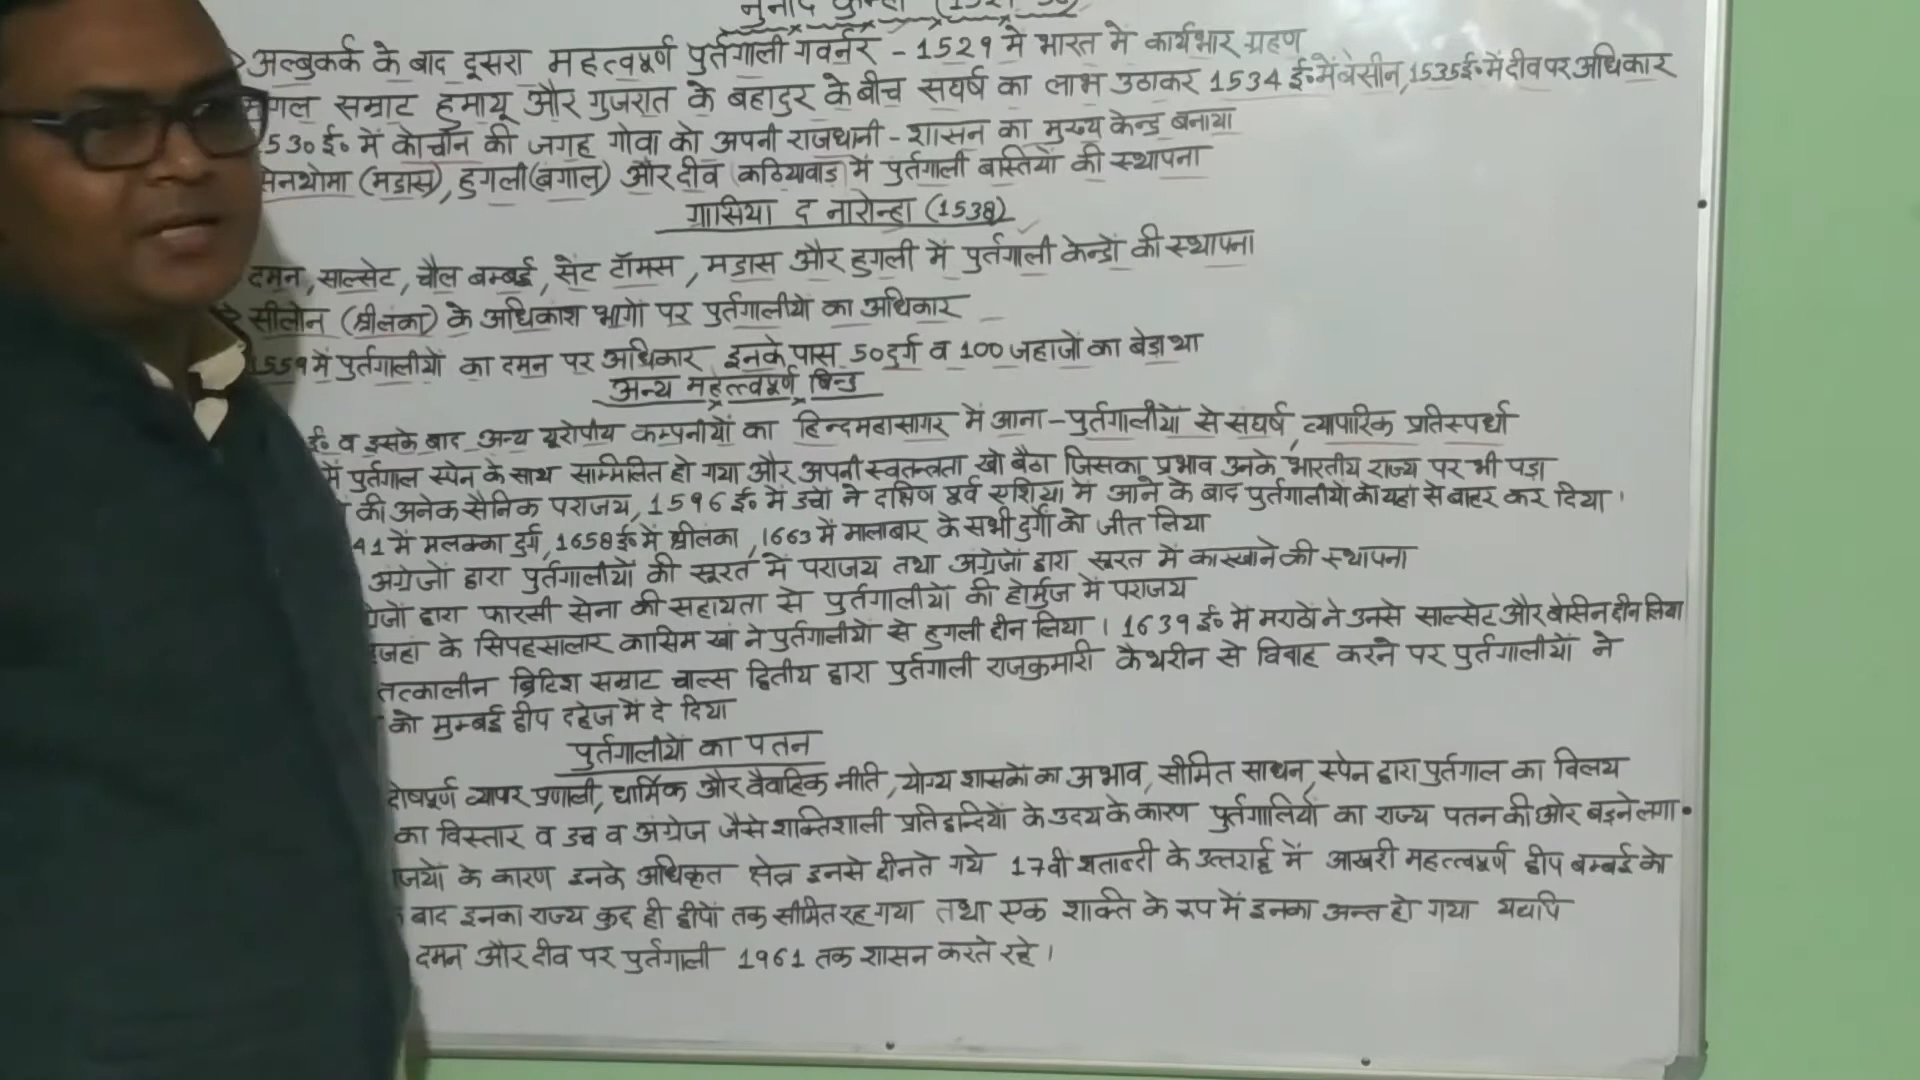 अल्बुकर्क के बाद दूसरा महत्वपूर्ण पुर्तगाली गवर्नर - 1529 में भारत में कार्यभार ग्रहण
सम्राट हुमायू और गुजरात के बहादुर के बीच संघर्ष का लाभ उठाकर 1534 ई० में बेसीन, 1535 ई० में दीव पर अधिकार
530 ई० में कोचीन की जगह गोवा को अपनी राजधानी - शासन का मुख्य केन्द्र बनाया
सेनथोमा (मद्रास), हुगली (बंगाल) और दीव (काठियावाड़) में पुर्तगाली बस्तियों की स्थापना
गार्सिया द नारोन्हा (1538)
दमन, साल्सेट, चौल बम्बई, सेंट टॉमस, मद्रास और हुगली में पुर्तगाली केन्द्रों की स्थापना
सीलोन (श्रीलंका) के अधिकांश भागों पर पुर्तगालीयों का अधिकार
1559 में पुर्तगालीयों का दमन पर अधिकार, इनके पास 50 दुर्ग व 100 जहाजों का बेडा था
अन्य महत्त्वपूर्ण बिन्दु
ई० व इसके बाद अन्य यूरोपीय कम्पनीयों का हिन्दमहासागर में आना - पुर्तगालीयों से संघर्ष, व्यापारिक प्रतिस्पर्धा
में पुर्तगाल स्पेन के साथ सम्मिलित हो गया और अपनी स्वतन्त्रता खो बैठा जिसका प्रभाव उनके भारतीय राज्य पर भी पड़ा
की अनेक सैनिक पराजय, 1596 ई० में डचों ने दक्षिण पूर्व एशिया में आने के बाद पुर्तगालीयों को यहां से बाहर कर दिया।
41 में मलक्का दुर्ग, 1658 ई० में श्रीलंका, 1663 में मालाबार के सभी दुर्गों को जीत लिया
अंग्रेजों द्वारा पुर्तगालीयों की सूरत में पराजय तथा अंग्रेजों द्वारा सूरत में कारखाने की स्थापना
द्वारा फारसी सेना की सहायता से पुर्तगालीयों की होर्मुज में पराजय
के सिपहसालार कासिम खां ने पुर्तगालीयों से हुगली छीन लिया। 1639 ई० में मराठों ने उनसे साल्सेट और बेसिन छीन लिया
तत्कालीन ब्रिटिश सम्राट चार्ल्स द्वितीय द्वारा पुर्तगाली राजकुमारी कैथरीन से विवाह करने पर पुर्तगालीयों ने
को मुम्बई द्वीप दहेज में दे दिया
पुर्तगालीयों का पतन
दोषपूर्ण व्यापर प्रणाली, धार्मिक और वैवाहिक नीति, योग्य शासकों का अभाव, सीमित साधन, स्पेन द्वारा पुर्तगाल का विलय
का विस्तार व डच व अंग्रेज जैसे शक्तिशाली प्रतिद्वन्दियों के उदय के कारण पुर्तगालियों का राज्य पतन की ओर बढ़ने लगा
के कारण इनके अधिकृत क्षेत्र इनसे छीनते गये 17वी शताब्दी के उत्तरार्द्ध में आखरी महत्त्वपूर्ण द्वीप बम्बई को
बाद इनका राज्य कुछ ही द्वीपों तक सीमित रह गया तथा एक शक्ति के रूप में इनका अन्त हो गया यद्यपि
दमन और दीव पर पुर्तगाली 1961 तक शासन करते रहे।